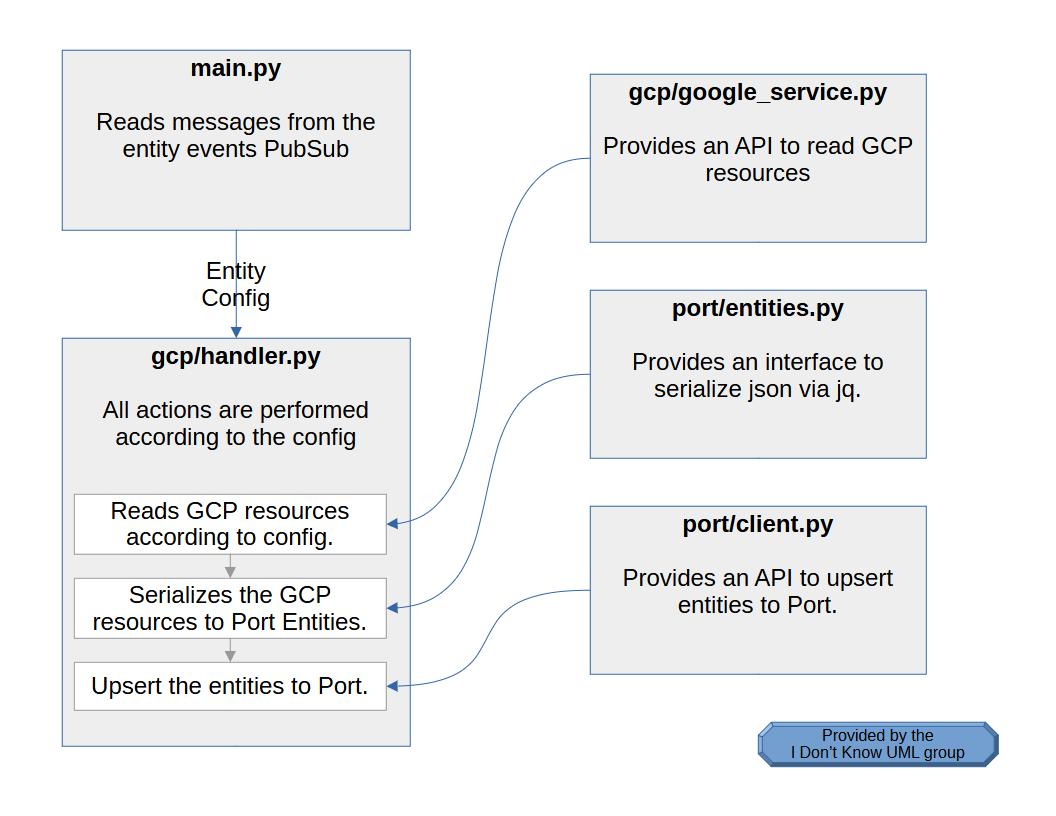 main.py
Reads messages from the
entity events PubSub
Entity
Config
gcp/handler.py
All actions are performed
according to the config
Reads GCP resources
according to config.
Serializes the GCP
resources to Port Entities.
Upsert the entities to Port.
gcp/google_service.py
Provides an API to read GCP
resources
port/entities.py
Provides an interface to
serialize json via jq.
port/client.py
Provides an API to upsert
entities to Port.
Provided by the
I Don’t Know UML group